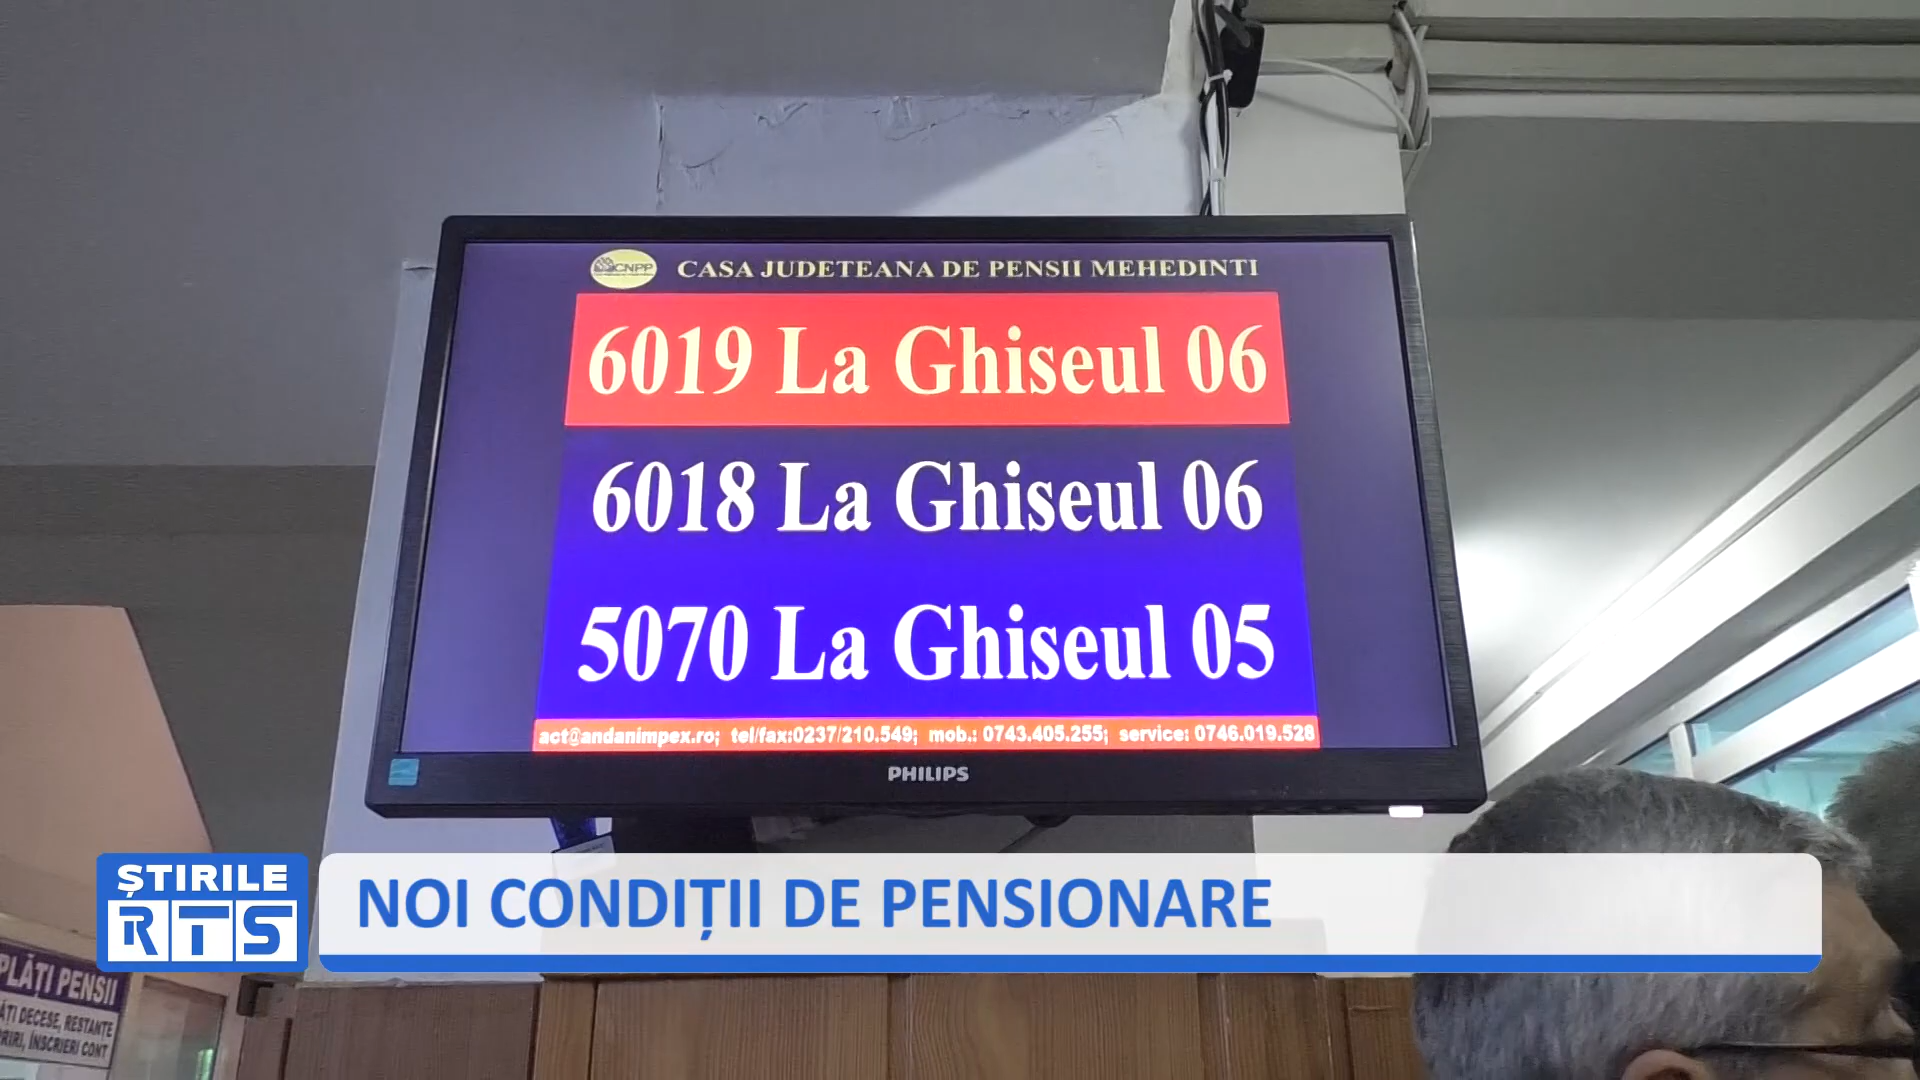 CNPP CASA JUDETEANA DE PENSII MEHEDINTI
6019 La Ghiseul 06
6018 La Ghiseul 06
5070 La Ghiseul 05
act@andanimpex.ro; tel/fax:0237/210.549; mob.: 0743.405.255; service: 0746.019.528
PHILIPS
ȘTIRILE
RTS
NOI CONDIȚII DE PENSIONARE
PLĂȚI PENSII
DECESE, RESTANȚE
ÎNSCRIERI CONT